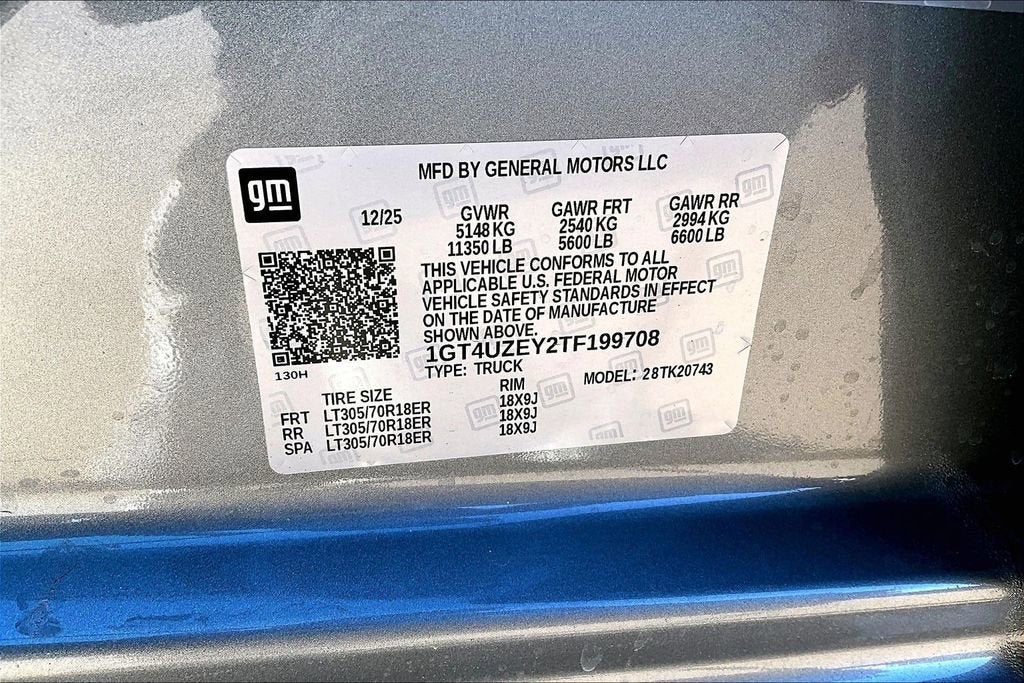 gm
MFD BY GENERAL MOTORS LLC
12/25 GVWR GAWR FRT GAWR RR
5148 KG 2540 KG 2994 KG
11350 LB 5600 LB 6600 LB
THIS VEHICLE CONFORMS TO ALL
APPLICABLE U.S. FEDERAL MOTOR
VEHICLE SAFETY STANDARDS IN EFFECT
ON THE DATE OF MANUFACTURE
SHOWN ABOVE.
1GT4UZEY2TF199708
130H
TYPE: TRUCK MODEL: 28TK20743
TIRE SIZE RIM
FRT LT305/70R18ER 18X9J
RR LT305/70R18ER 18X9J
SPA LT305/70R18ER 18X9J